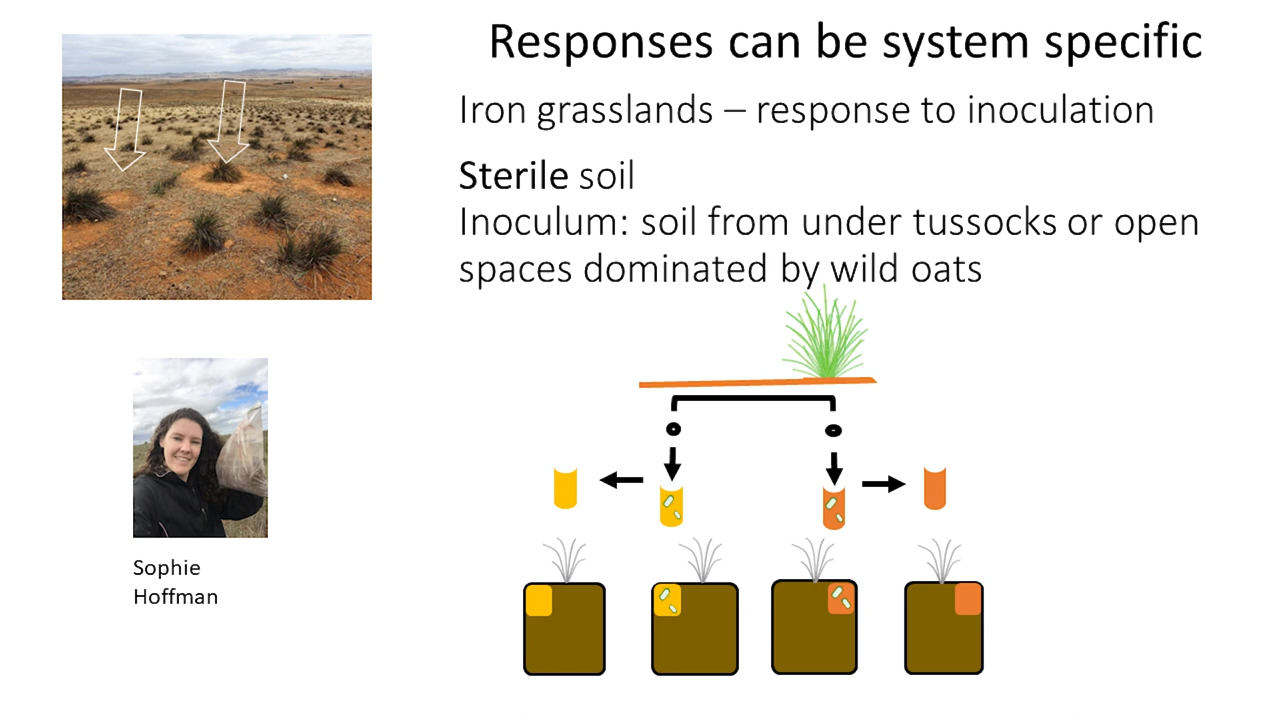 Responses can be system specific
Iron grasslands – response to inoculation
Sterile soil
Inoculum: soil from under tussocks or open
spaces dominated by wild oats
Sophie
Hoffman